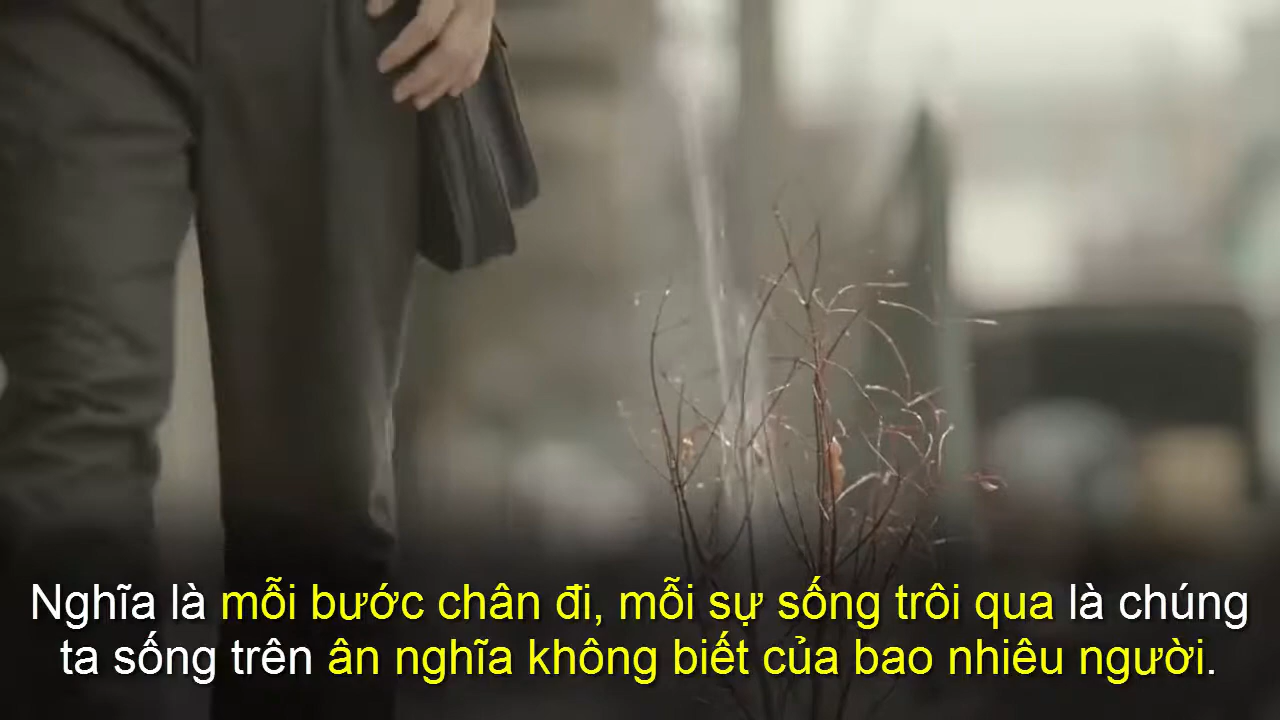 Nghĩa là mỗi bước chân đi, mỗi sự sống trôi qua là chúng
ta sống trên ân nghĩa không biết của bao nhiêu người.